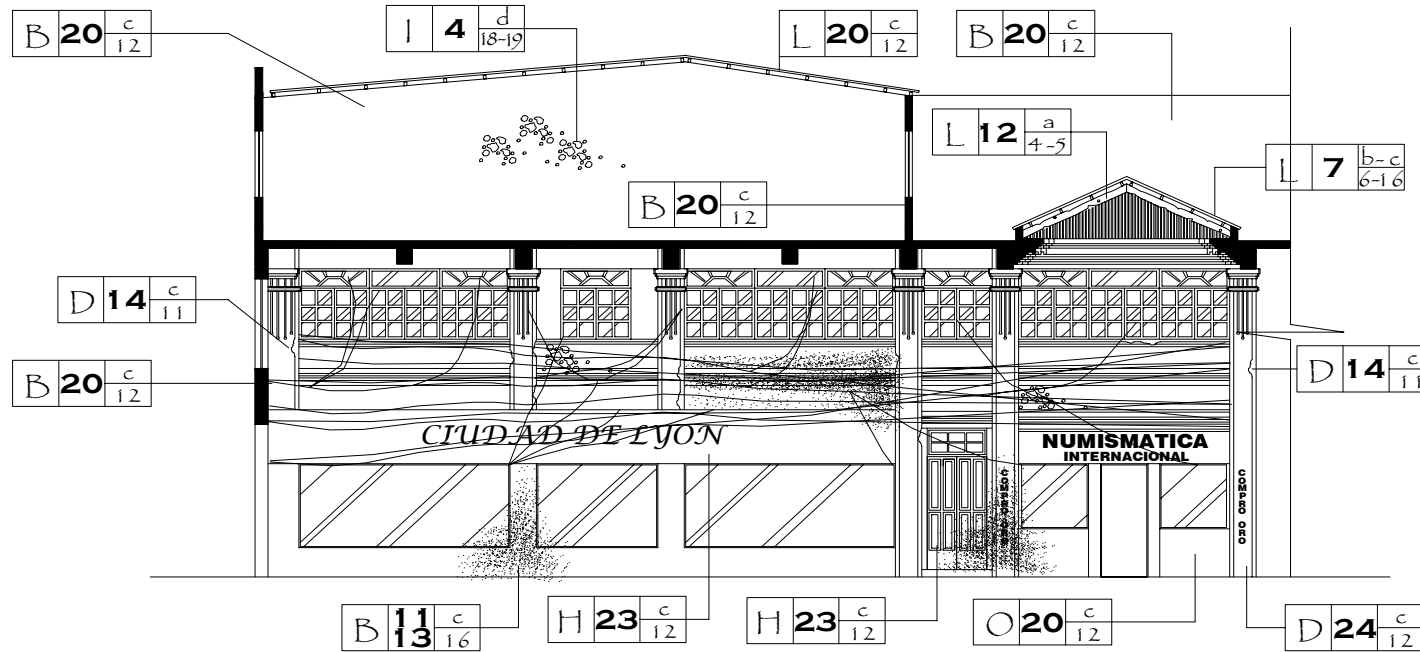 B 20 c 12
I 4 d 18-19
L 20 c 12
B 20 c 12
L 12 a 4-5
L 7 b-c 6-16
B 20 c 12
D 14 c 11
B 20 c 12
D 14 c 11
CIUDAD DE LYON
NUMISMATICA
INTERNACIONAL
COMPRO ORO
COMPRO ORO
B 11 13 c 16
H 23 c 12
H 23 c 12
O 20 c 12
D 24 c 12